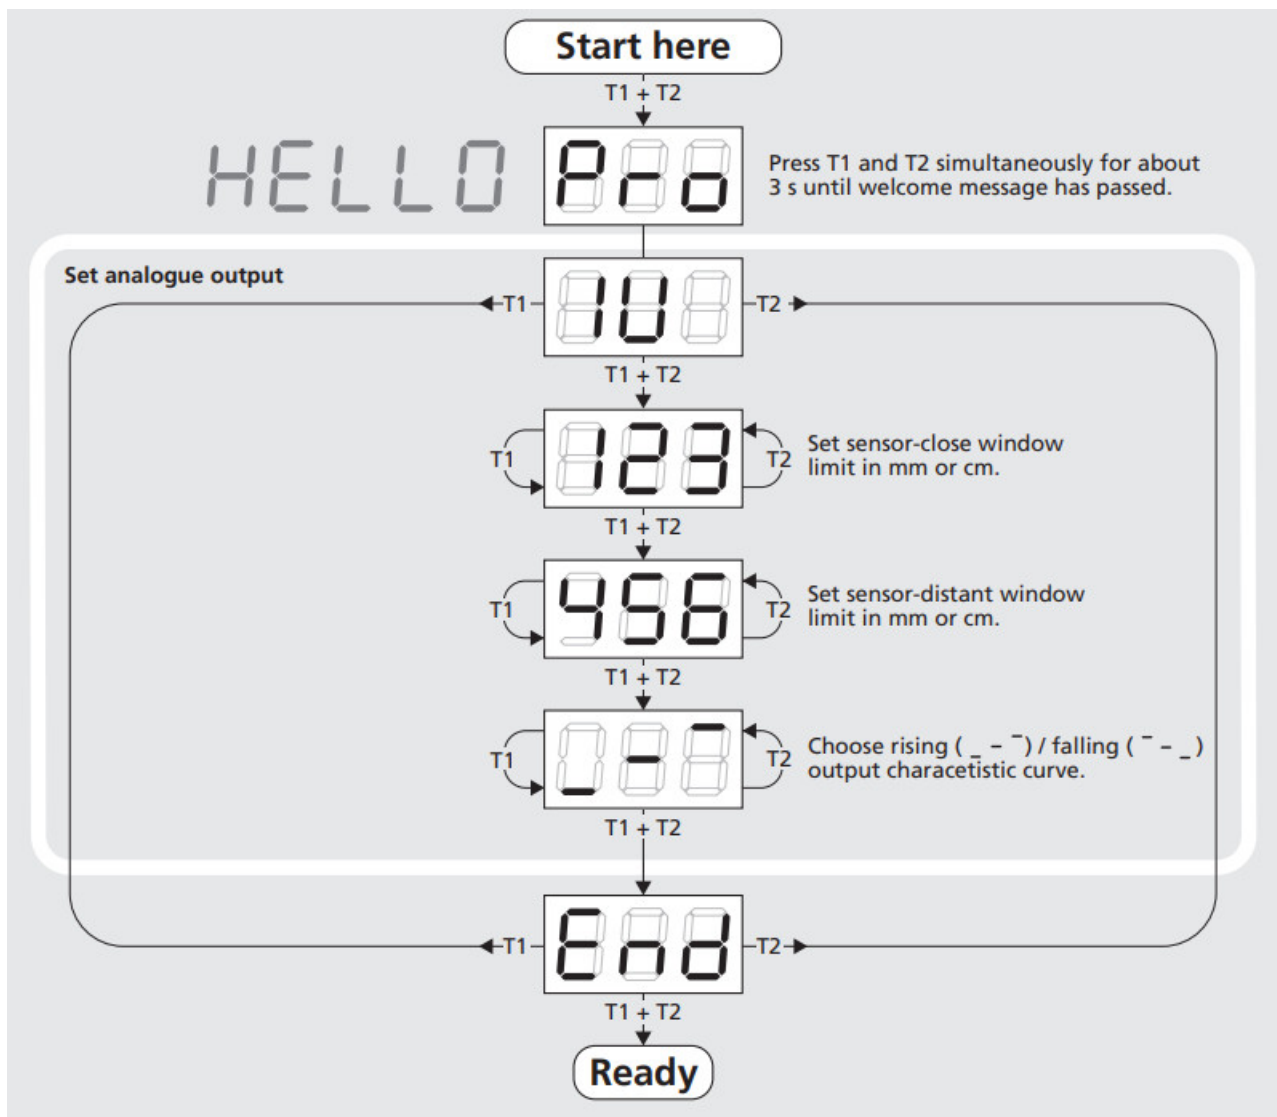 Start here
T1 + T2
HELLO
Pro
Press T1 and T2 simultaneously for about
3 s until welcome message has passed.
Set analogue output
T1
IU
T2
T1 + T2
T1
123
T2
Set sensor-close window
limit in mm or cm.
T1 + T2
T1
456
T2
Set sensor-distant window
limit in mm or cm.
T1 + T2
T1
_ - ¯
T2
Choose rising ( _ - ¯) / falling ( ¯ - _ )
output characetistic curve.
T1 + T2
T1
End
T2
T1 + T2
Ready